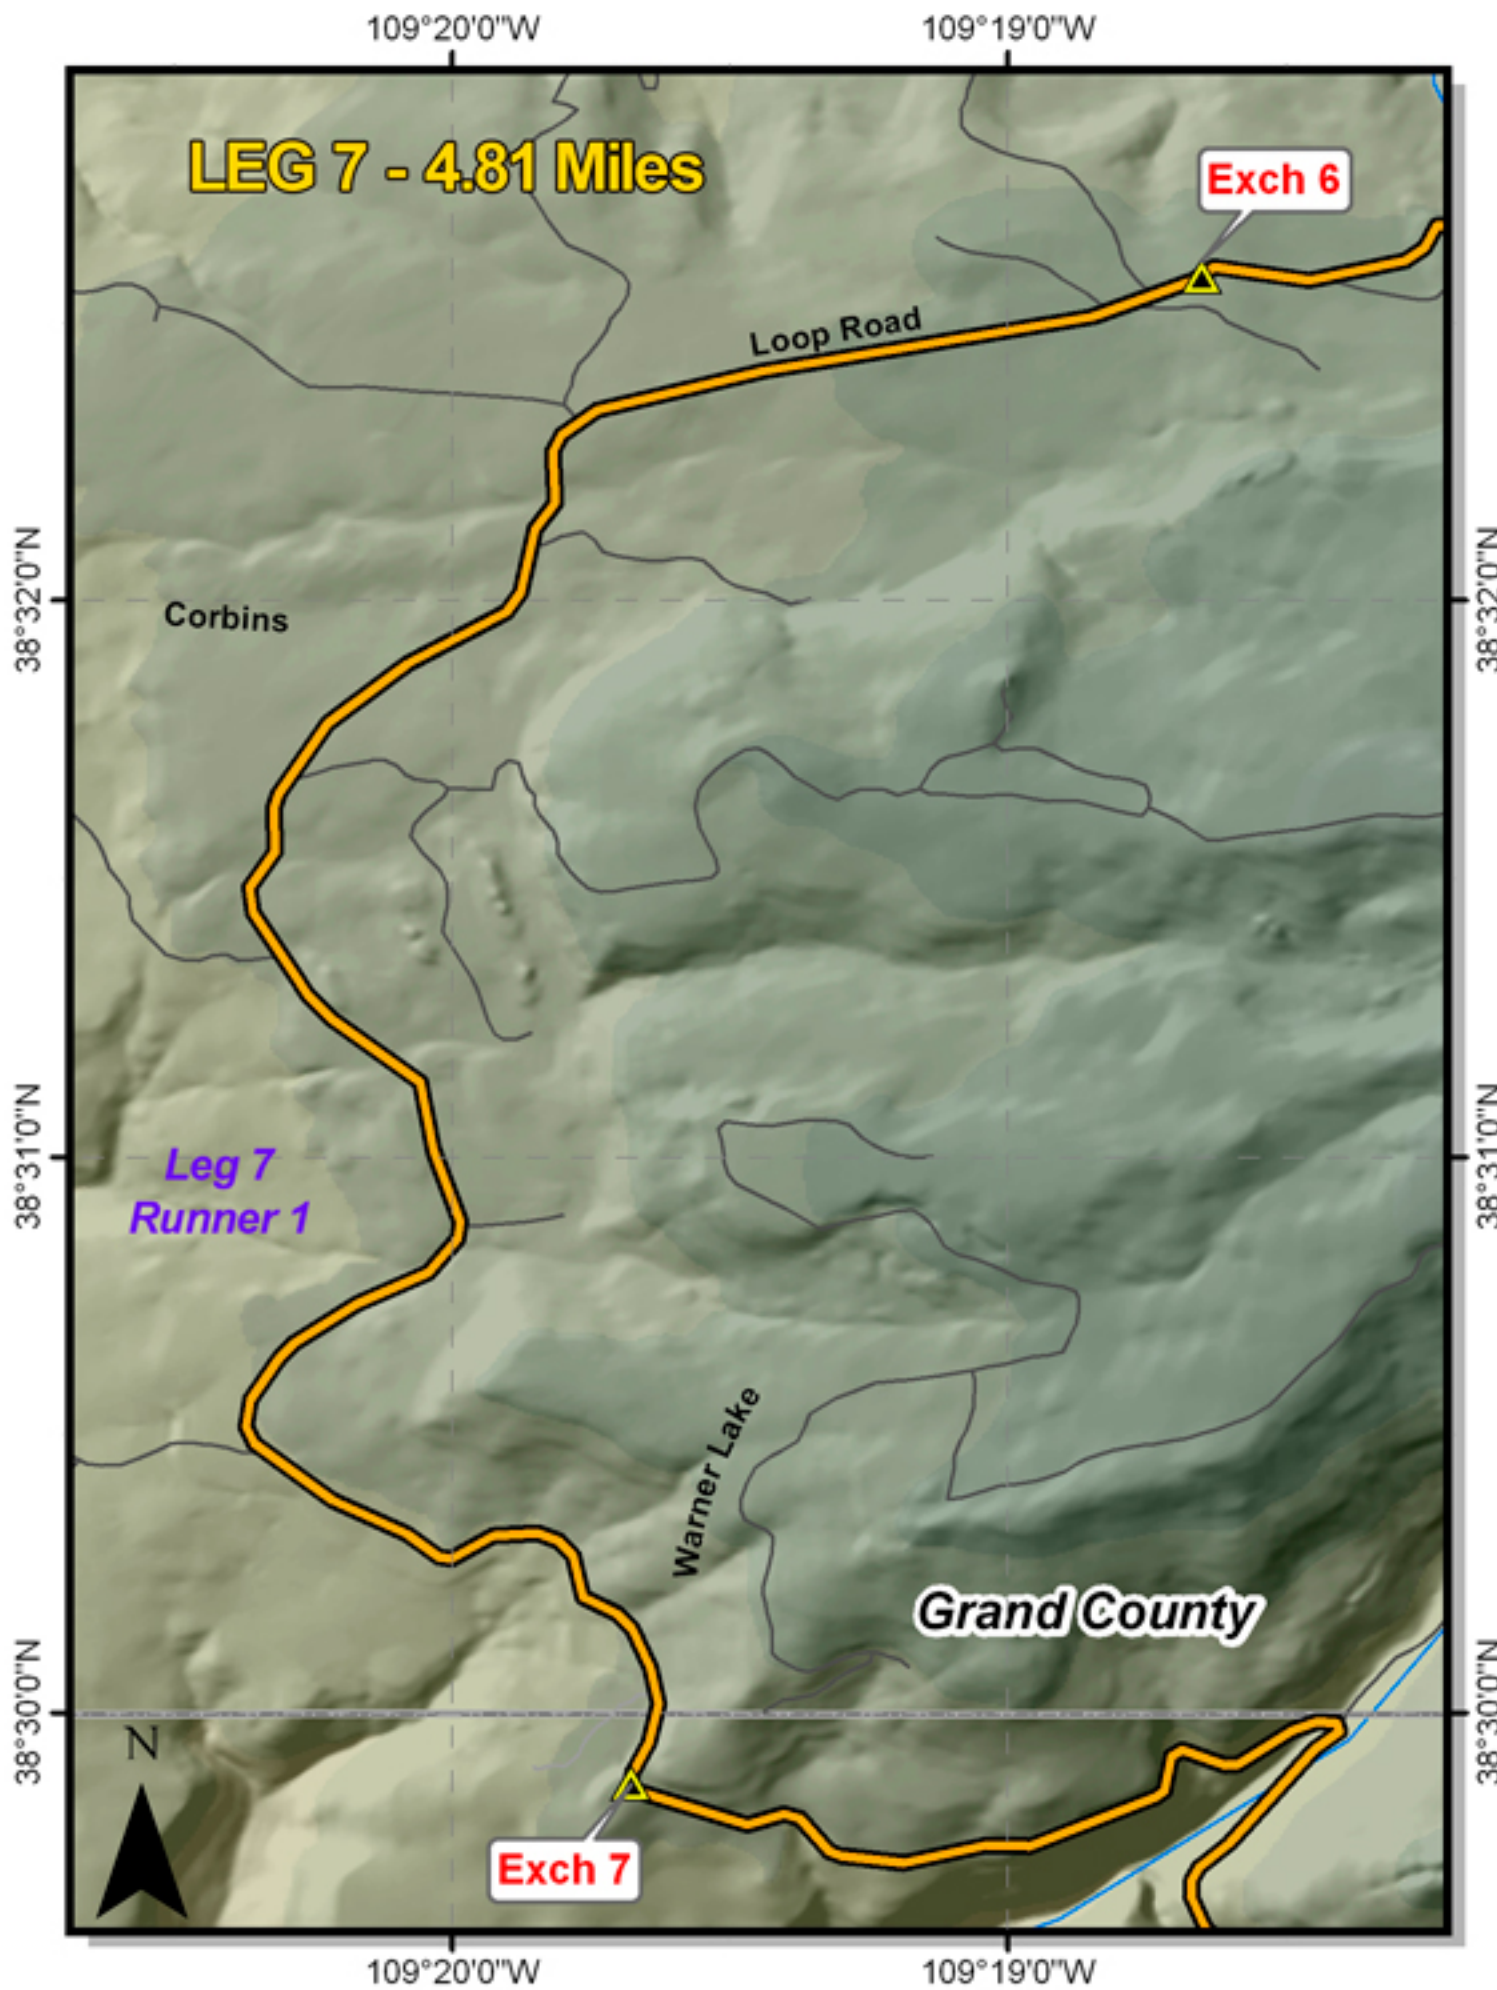 109°20'0"W
109°19'0"W
LEG 7 - 4.81 Miles
Exch 6
Loop Road
38°32'0"N
38°32'0"N
Corbins
38°31'0"N
38°31'0"N
Leg 7
Runner 1
Warner Lake
Grand County
38°30'0"N
38°30'0"N
N
Exch 7
109°20'0"W
109°19'0"W